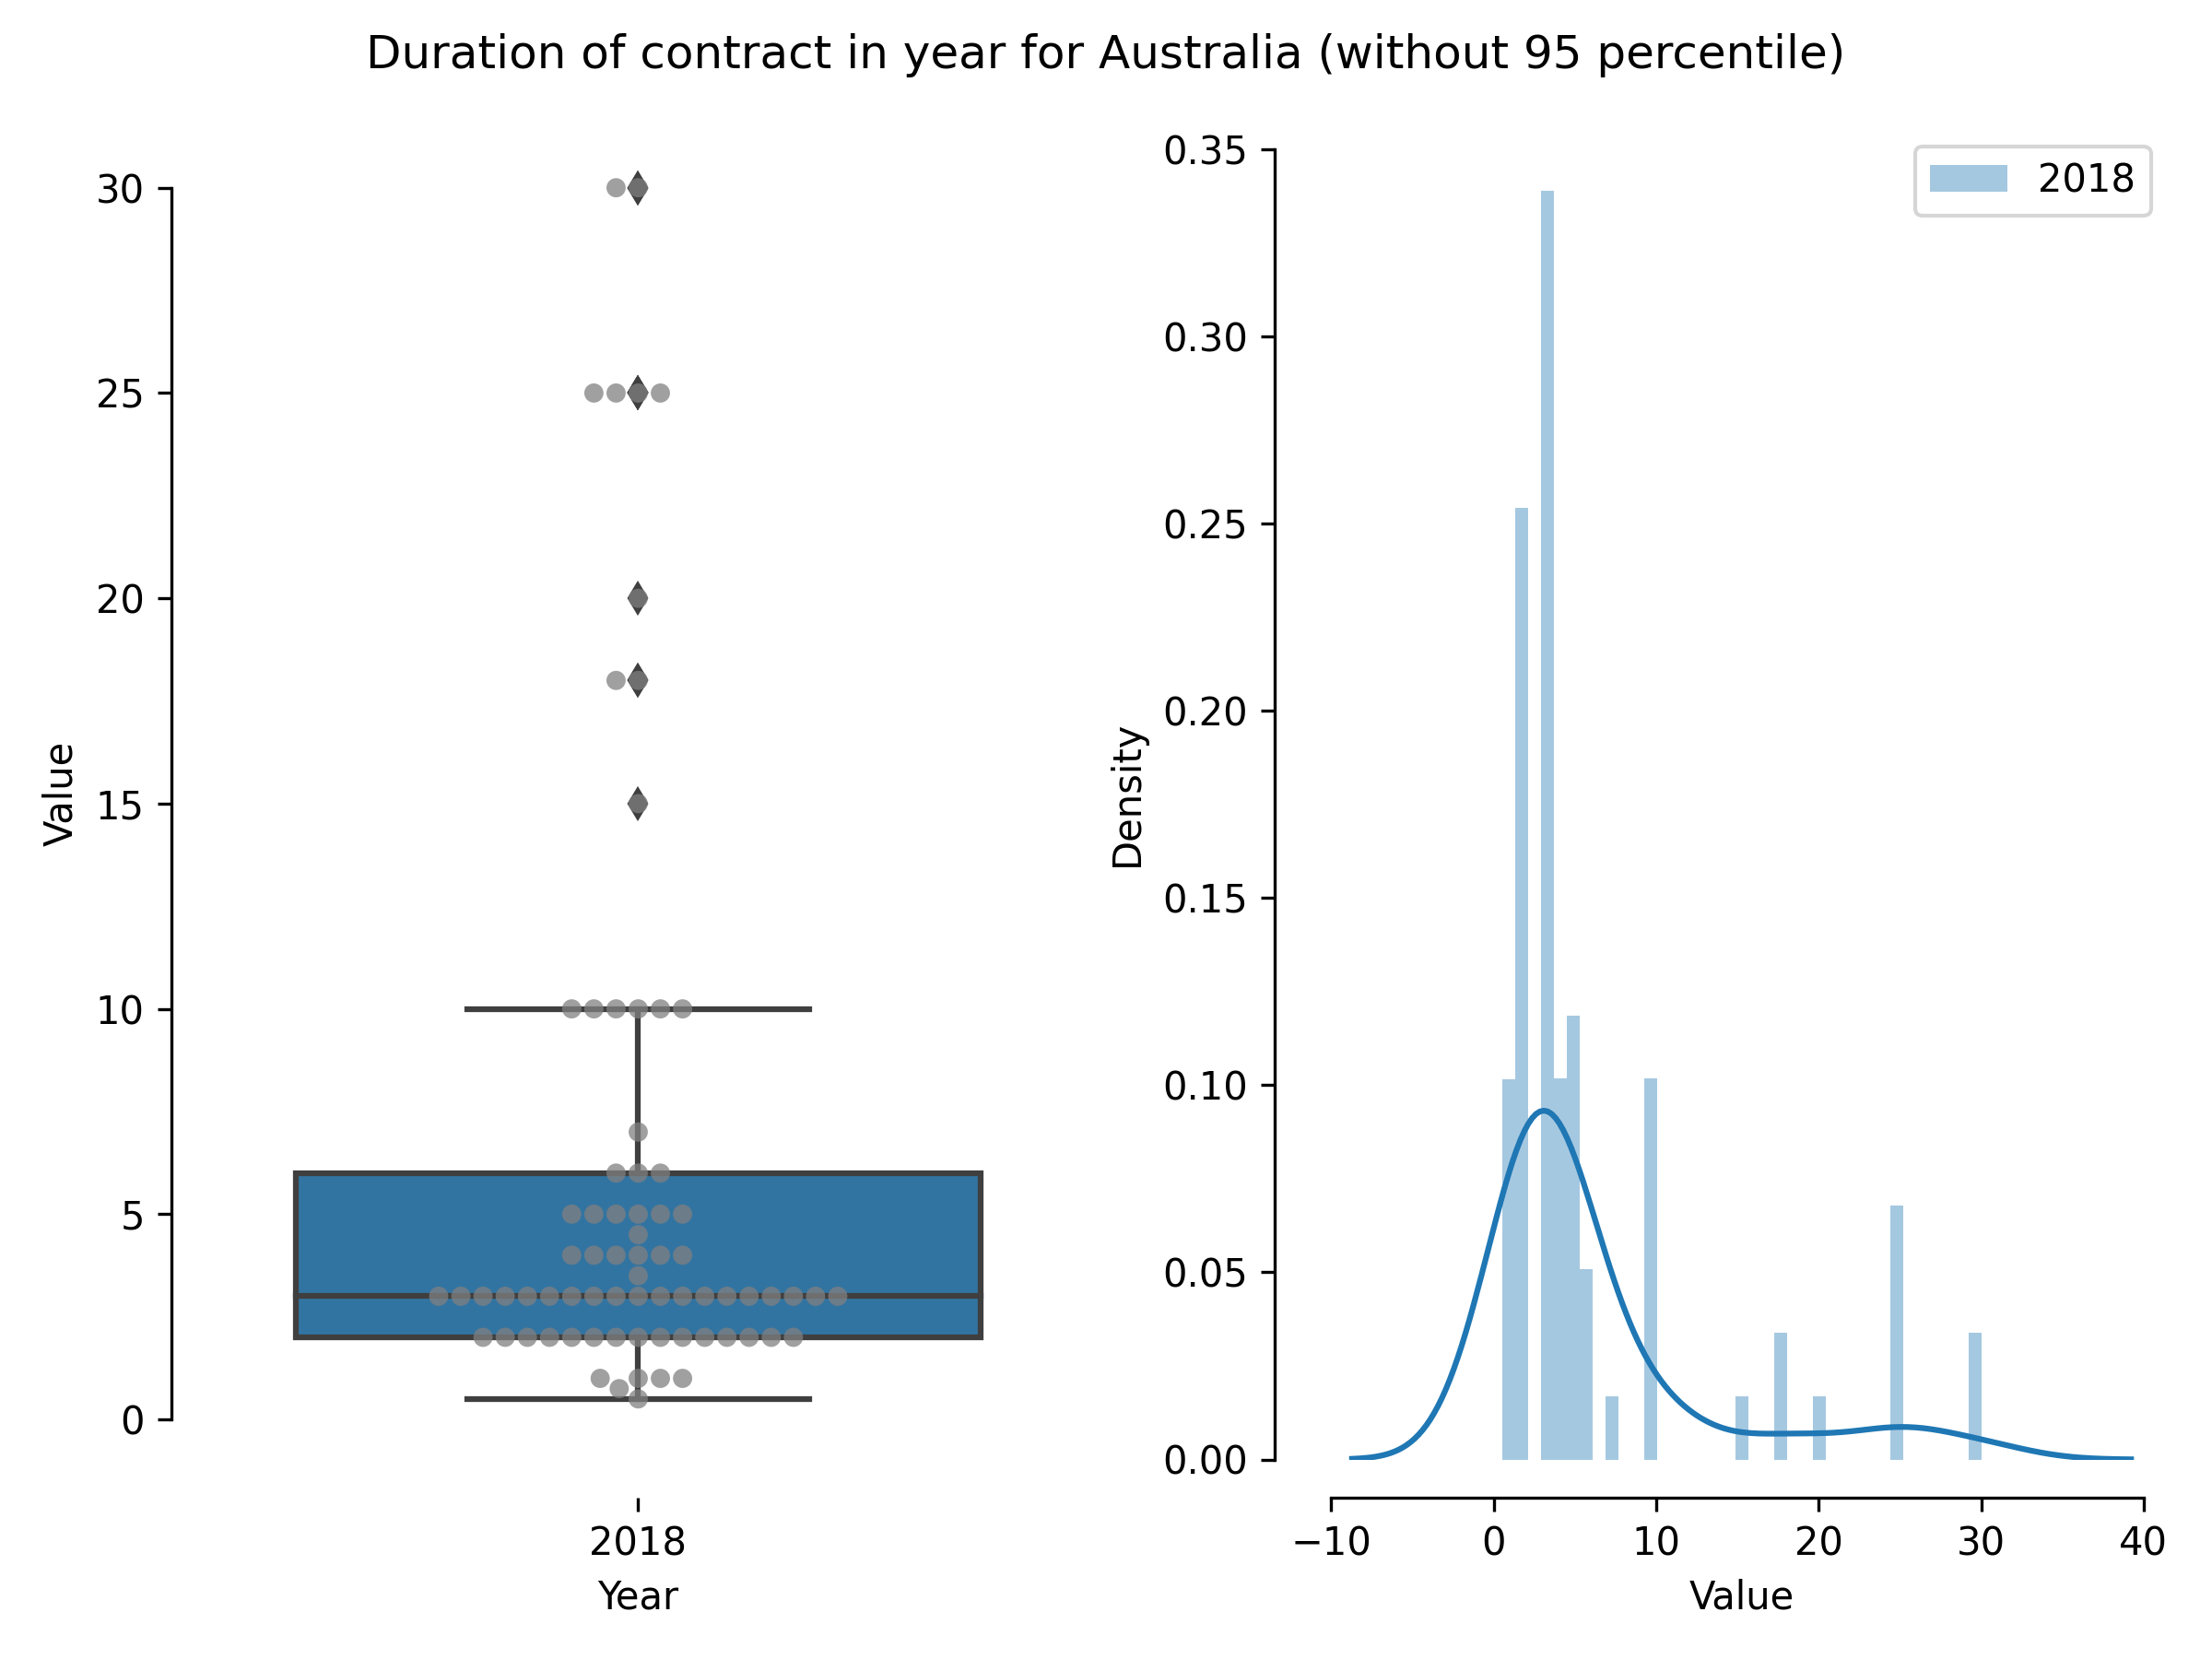 Duration of contract in year for Australia (without 95 percentile)
30
25
20
15
10
5
0
Value
2018
Year
0.35
0.30
0.25
0.20
0.15
0.10
0.05
0.00
Density
2018
−10 0 10 20 30 40
Value